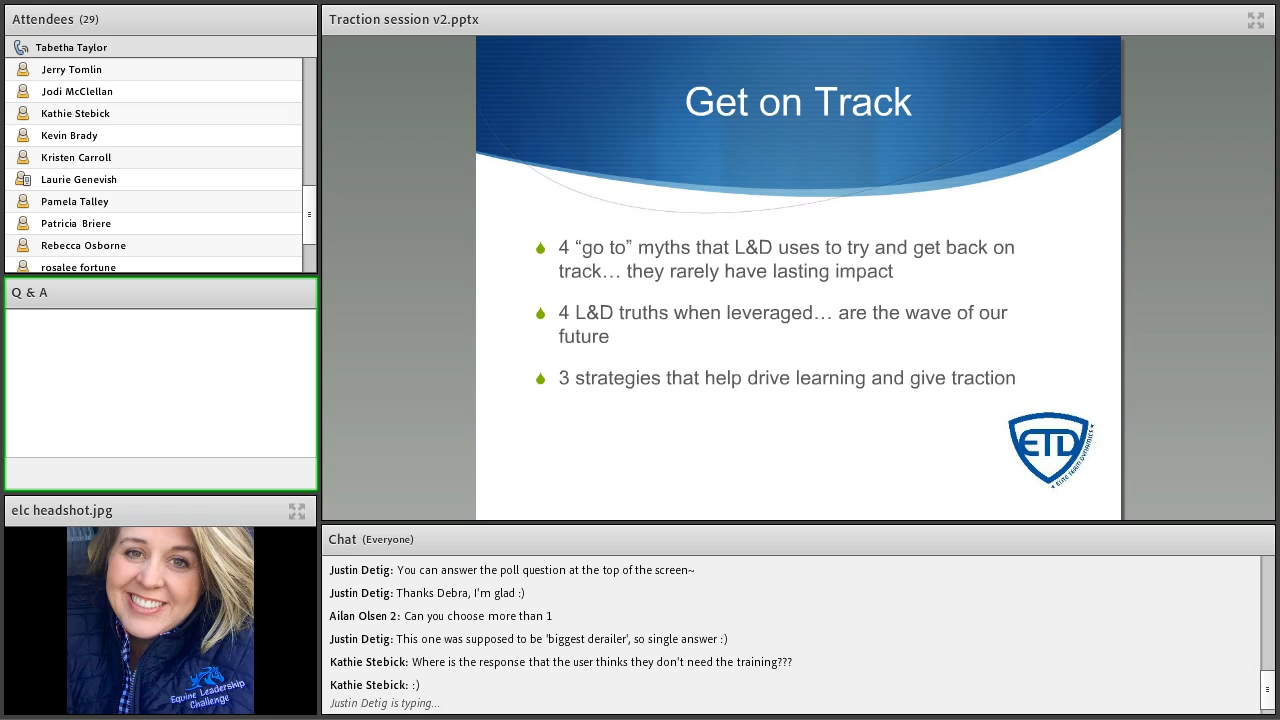 Attendees (29)
Tabetha Taylor
Jerry Tomlin
Jodi McClellan
Kathie Stebick
Kevin Brady
Kristen Carroll
Laurie Genevish
Pamela Talley
Patricia Briere
Rebecca Osborne
rosalee fortune
Q & A
elc headshot.jpg
Equine Leadership
Challenge
Traction session v2.pptx
Get on Track
4 “go to” myths that L&D uses to try and get back on
track… they rarely have lasting impact
4 L&D truths when leveraged… are the wave of our
future
3 strategies that help drive learning and give traction
ETD
ELITE TEAM DYNAMICS
Chat (Everyone)
Justin Detig: You can answer the poll question at the top of the screen~
Justin Detig: Thanks Debra, I'm glad :)
Ailan Olsen 2: Can you choose more than 1
Justin Detig: This one was supposed to be 'biggest derailer', so single answer :)
Kathie Stebick: Where is the response that the user thinks they don't need the training???
Kathie Stebick: :)
Justin Detig is typing...